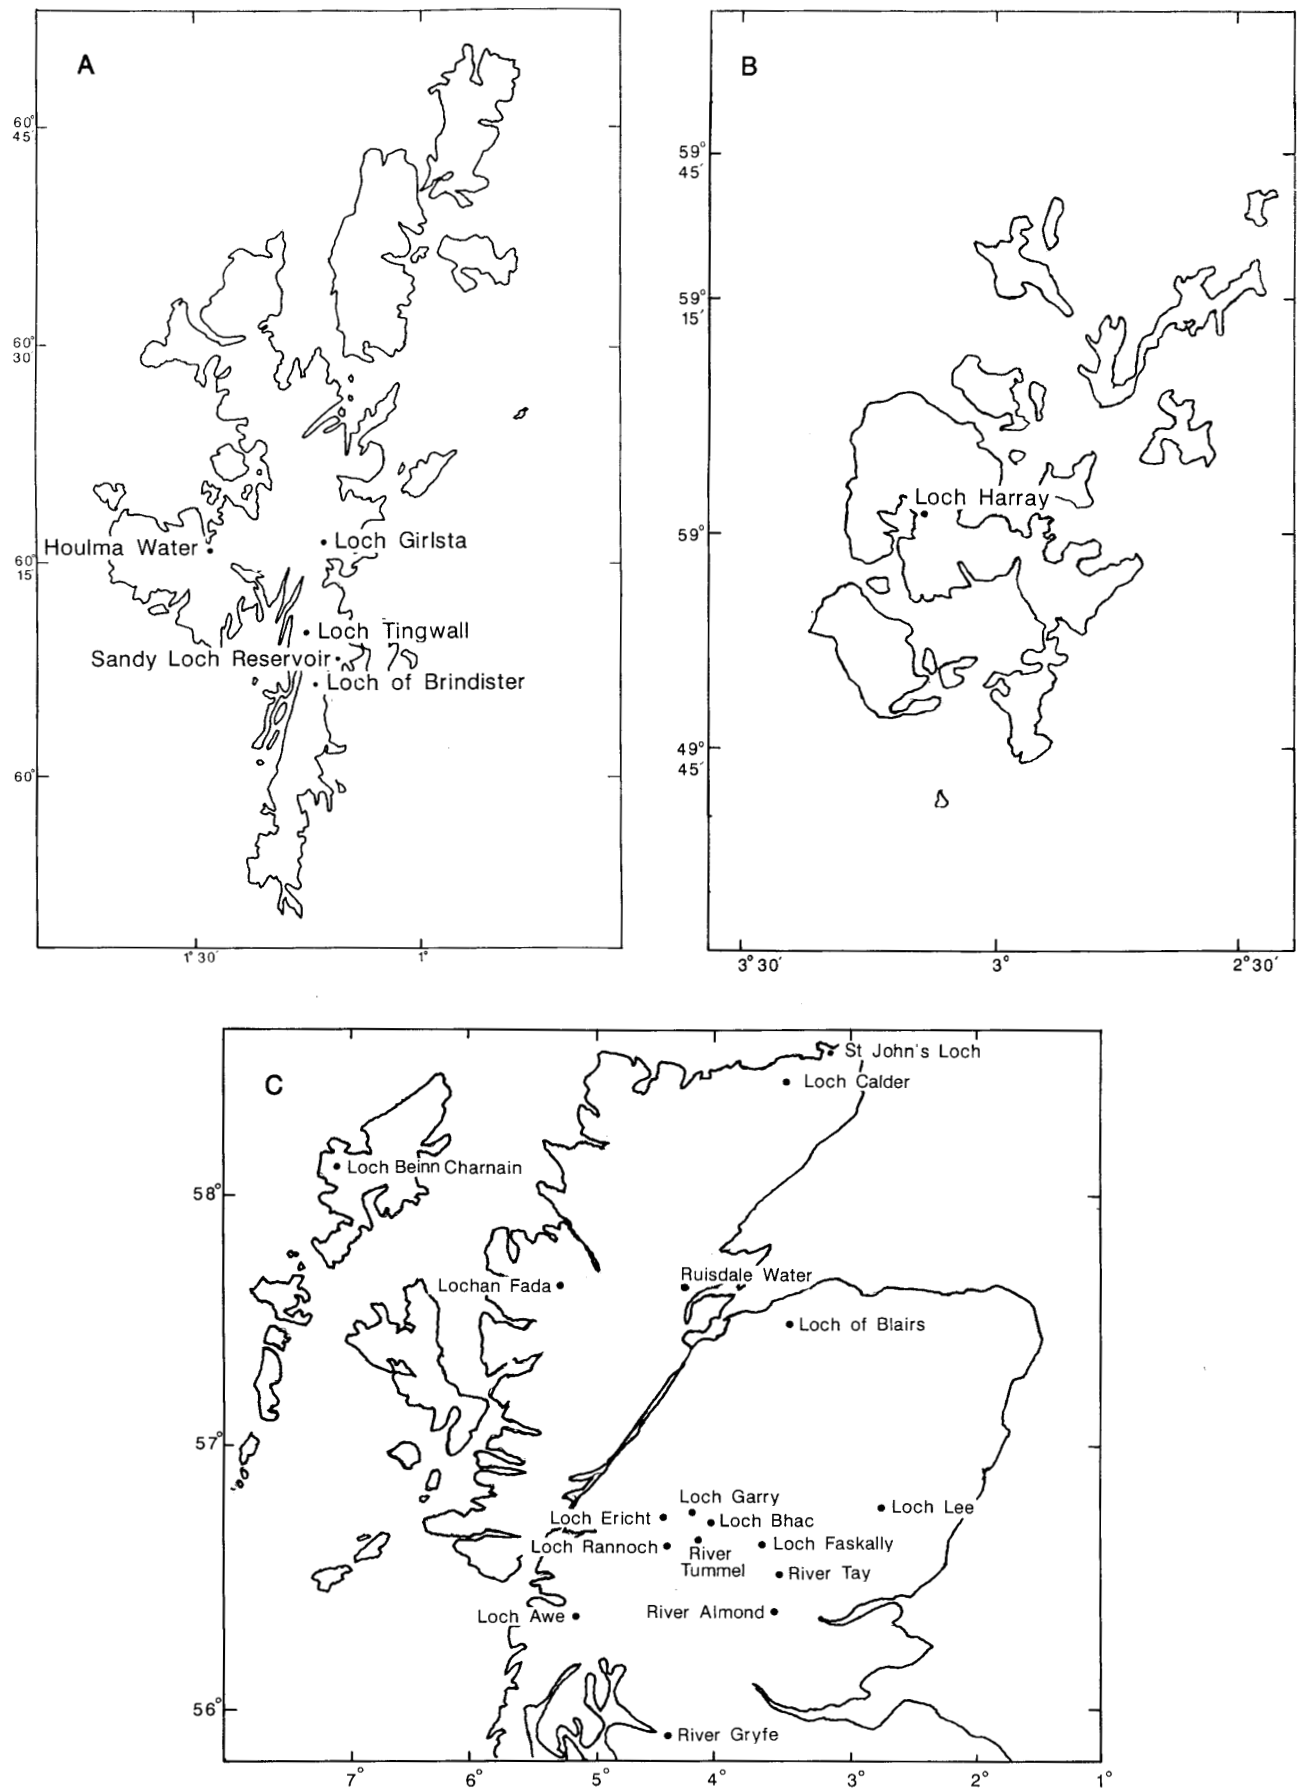 A
60°
45′
60°
30′
Houlma Water
Loch Girlsta
60°
15′
Loch Tingwall
Sandy Loch Reservoir
Loch of Brindister
60°
1°30′
1°
B
59°
45′
59°
15′
Loch Harray
59°
49°
45′
3°30′
3°
2°30′
C
St John's Loch
Loch Calder
Loch Beinn Charnain
58°
Ruisdale Water
Lochan Fada
Loch of Blairs
57°
Loch Garry
Loch Lee
Loch Ericht
Loch Bhac
Loch Rannoch
Loch Faskally
River
Tummel
River Tay
Loch Awe
River Almond
56°
River Gryfe
7°
6°
5°
4°
3°
2°
1°